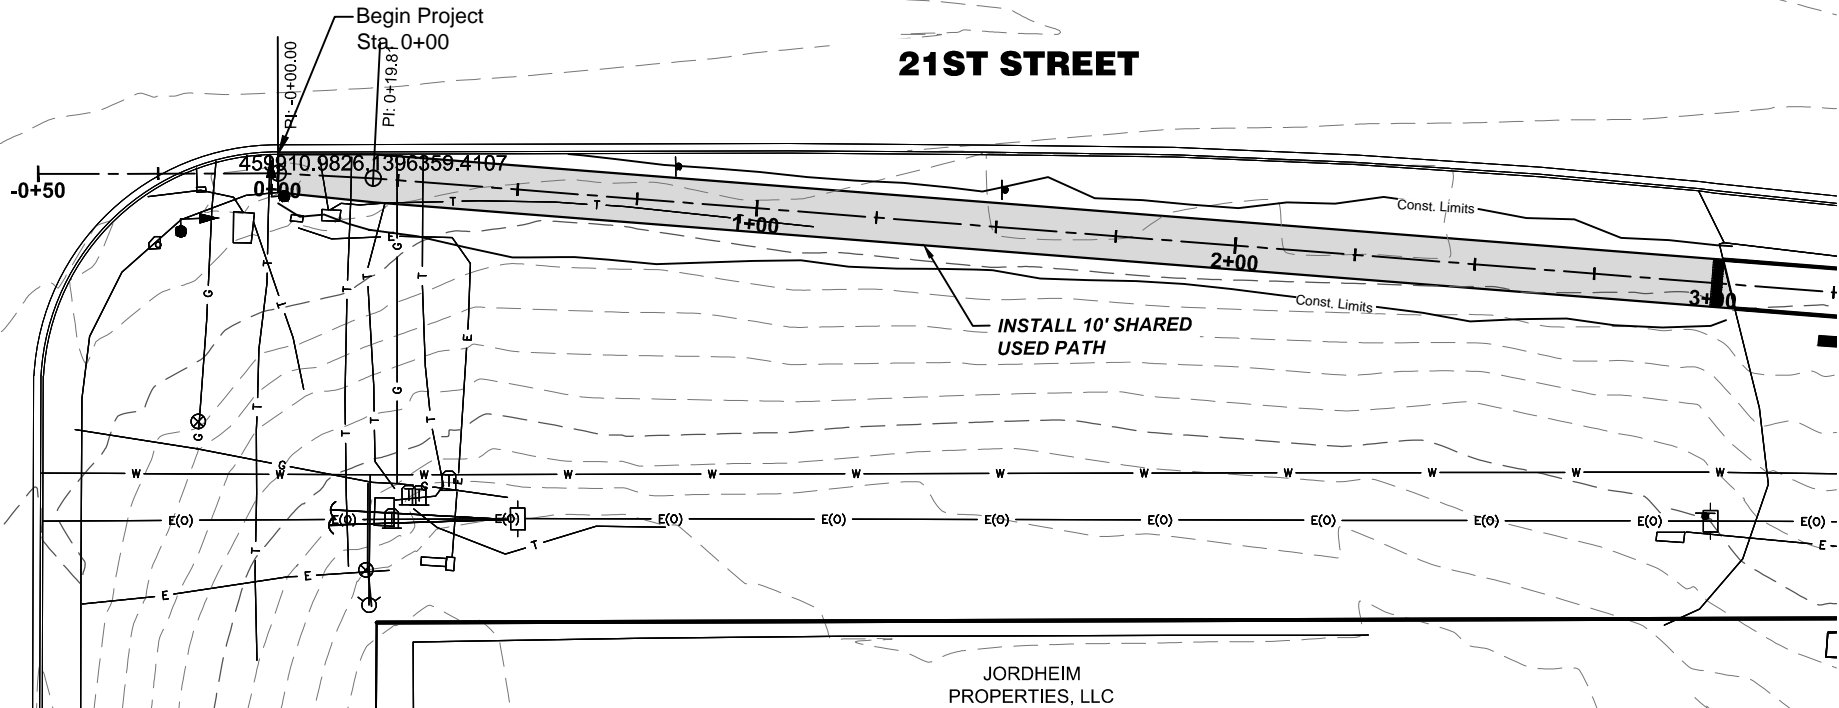 Begin Project
Sta. 0+00
21ST STREET
PI: -0+00.00
PI: 0+19.81
459910.9826,1396359.4107
-0+50
0+00
1+00
2+00
3+00
Const. Limits
Const. Limits
INSTALL 10' SHARED
USED PATH
T T
E G T T T T
G E
T T T G T
G G
W W W W W W W W W W W W
G E
E(O) E(O) E(O) E(O) E(O) E(O) E(O) E(O) E(O) E(O) E(O)
T T E
E E
JORDHEIM
PROPERTIES, LLC